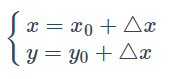 x = x₀ + △x
y = y₀ + △x